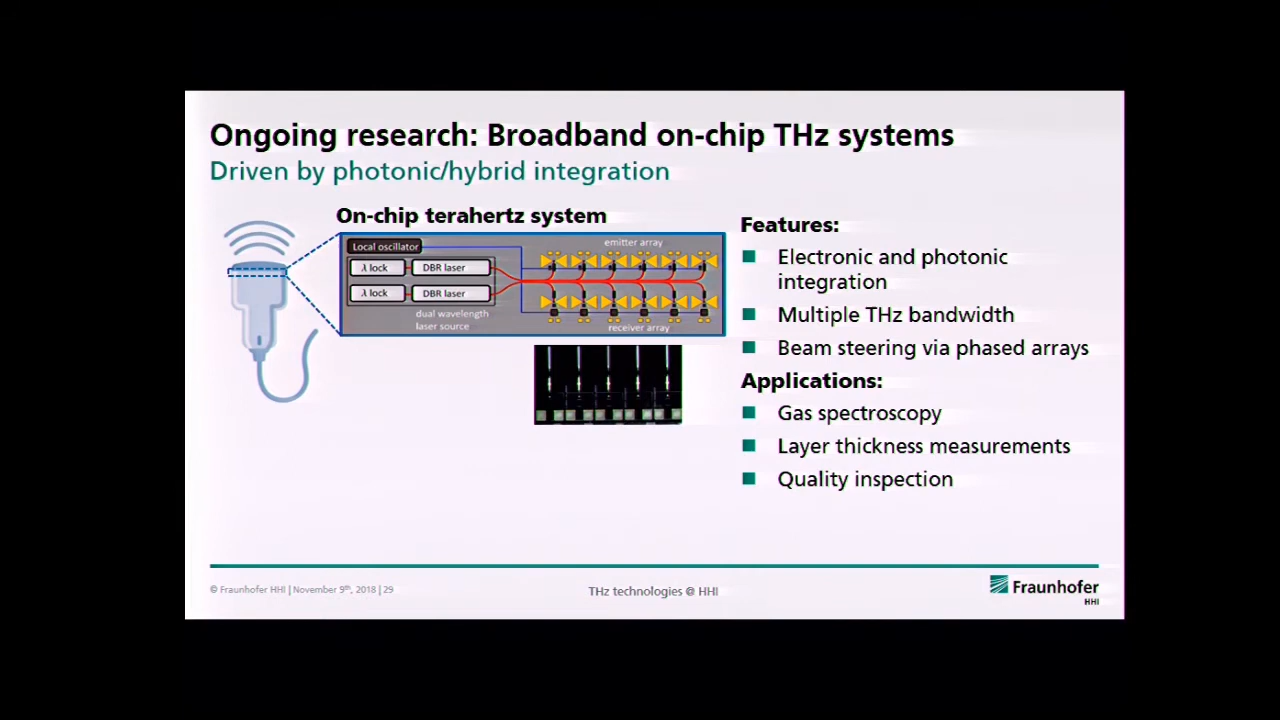 Ongoing research: Broadband on-chip THz systems
Driven by photonic/hybrid integration
On-chip terahertz system
Local oscillator
emitter array
λ lock
DBR laser
λ lock
DBR laser
dual wavelength
laser source
receiver array
Features:
Electronic and photonic
integration
Multiple THz bandwidth
Beam steering via phased arrays
Applications:
Gas spectroscopy
Layer thickness measurements
Quality inspection
© Fraunhofer HHI | November 9th, 2018 | 29
THz technologies @ HHI
Fraunhofer
HHI